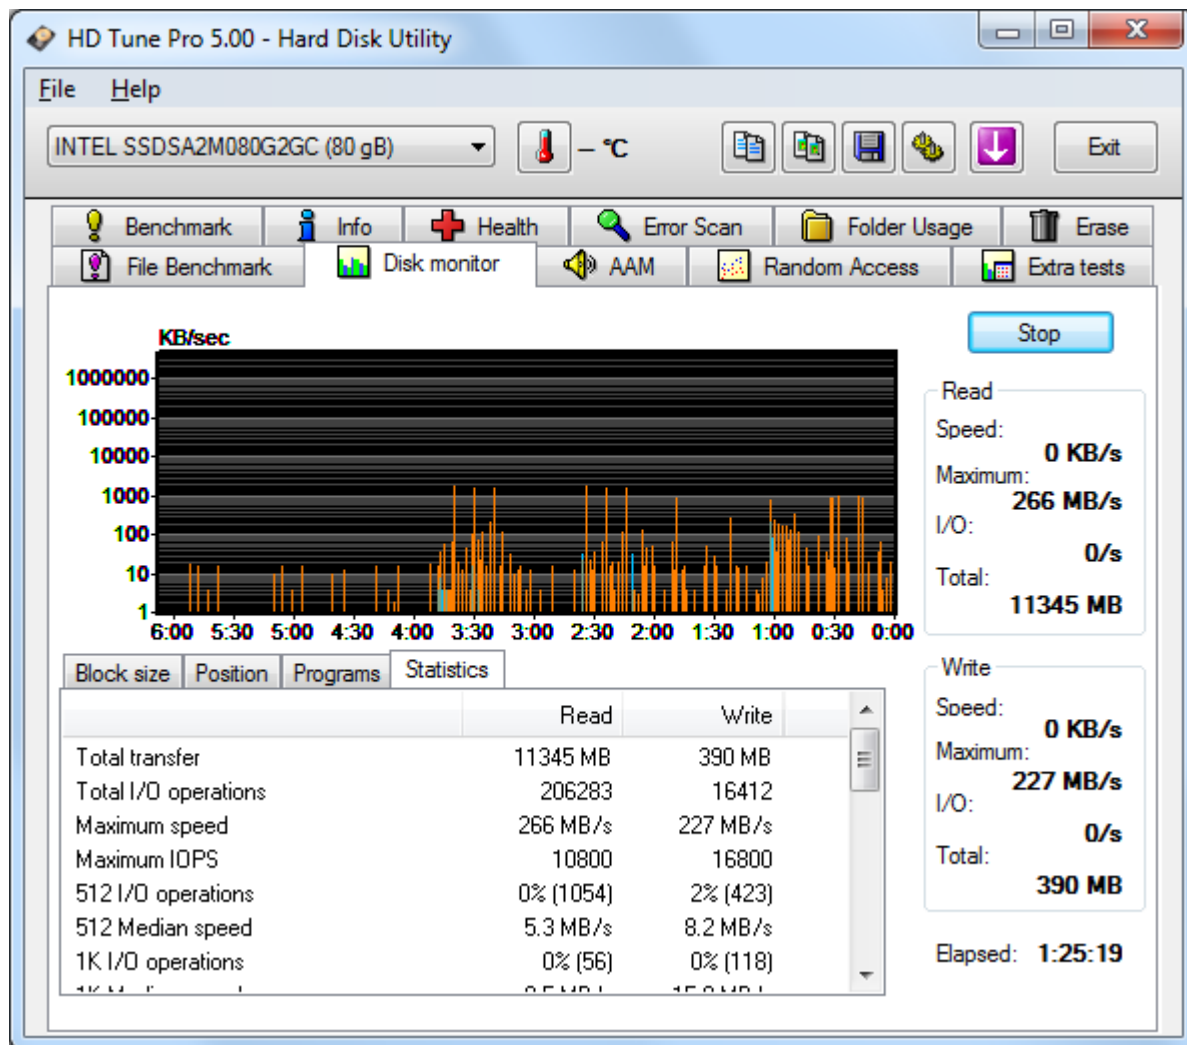 HD Tune Pro 5.00 - Hard Disk Utility
File Help
INTEL SSDSA2M080G2GC (80 gB) – °C Exit
Benchmark Info Health Error Scan Folder Usage Erase
File Benchmark Disk monitor AAM Random Access Extra tests
KB/sec
1000000
100000
10000
1000
100
10
1
6:00 5:30 5:00 4:30 4:00 3:30 3:00 2:30 2:00 1:30 1:00 0:30 0:00
Stop
Read
Speed:
0 KB/s
Maximum:
266 MB/s
I/O:
0/s
Total:
11345 MB
Block size Position Programs Statistics
Read Write
Total transfer 11345 MB 390 MB
Total I/O operations 206283 16412
Maximum speed 266 MB/s 227 MB/s
Maximum IOPS 10800 16800
512 I/O operations 0% (1054) 2% (423)
512 Median speed 5.3 MB/s 8.2 MB/s
1K I/O operations 0% (56) 0% (118)
Write
Speed:
0 KB/s
Maximum:
227 MB/s
I/O:
0/s
Total:
390 MB
Elapsed: 1:25:19